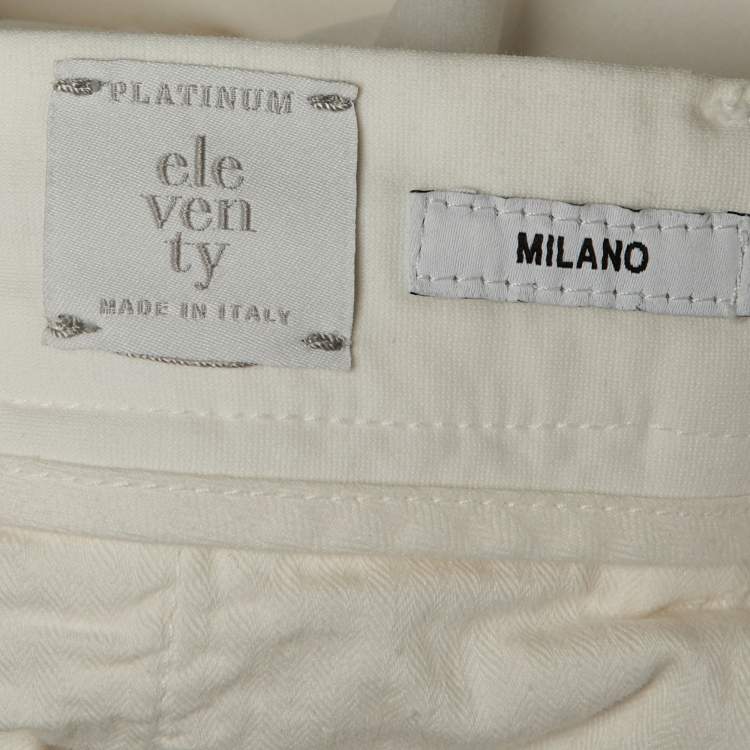 PLATINUM
ele
ven
ty
MADE IN ITALY
MILANO